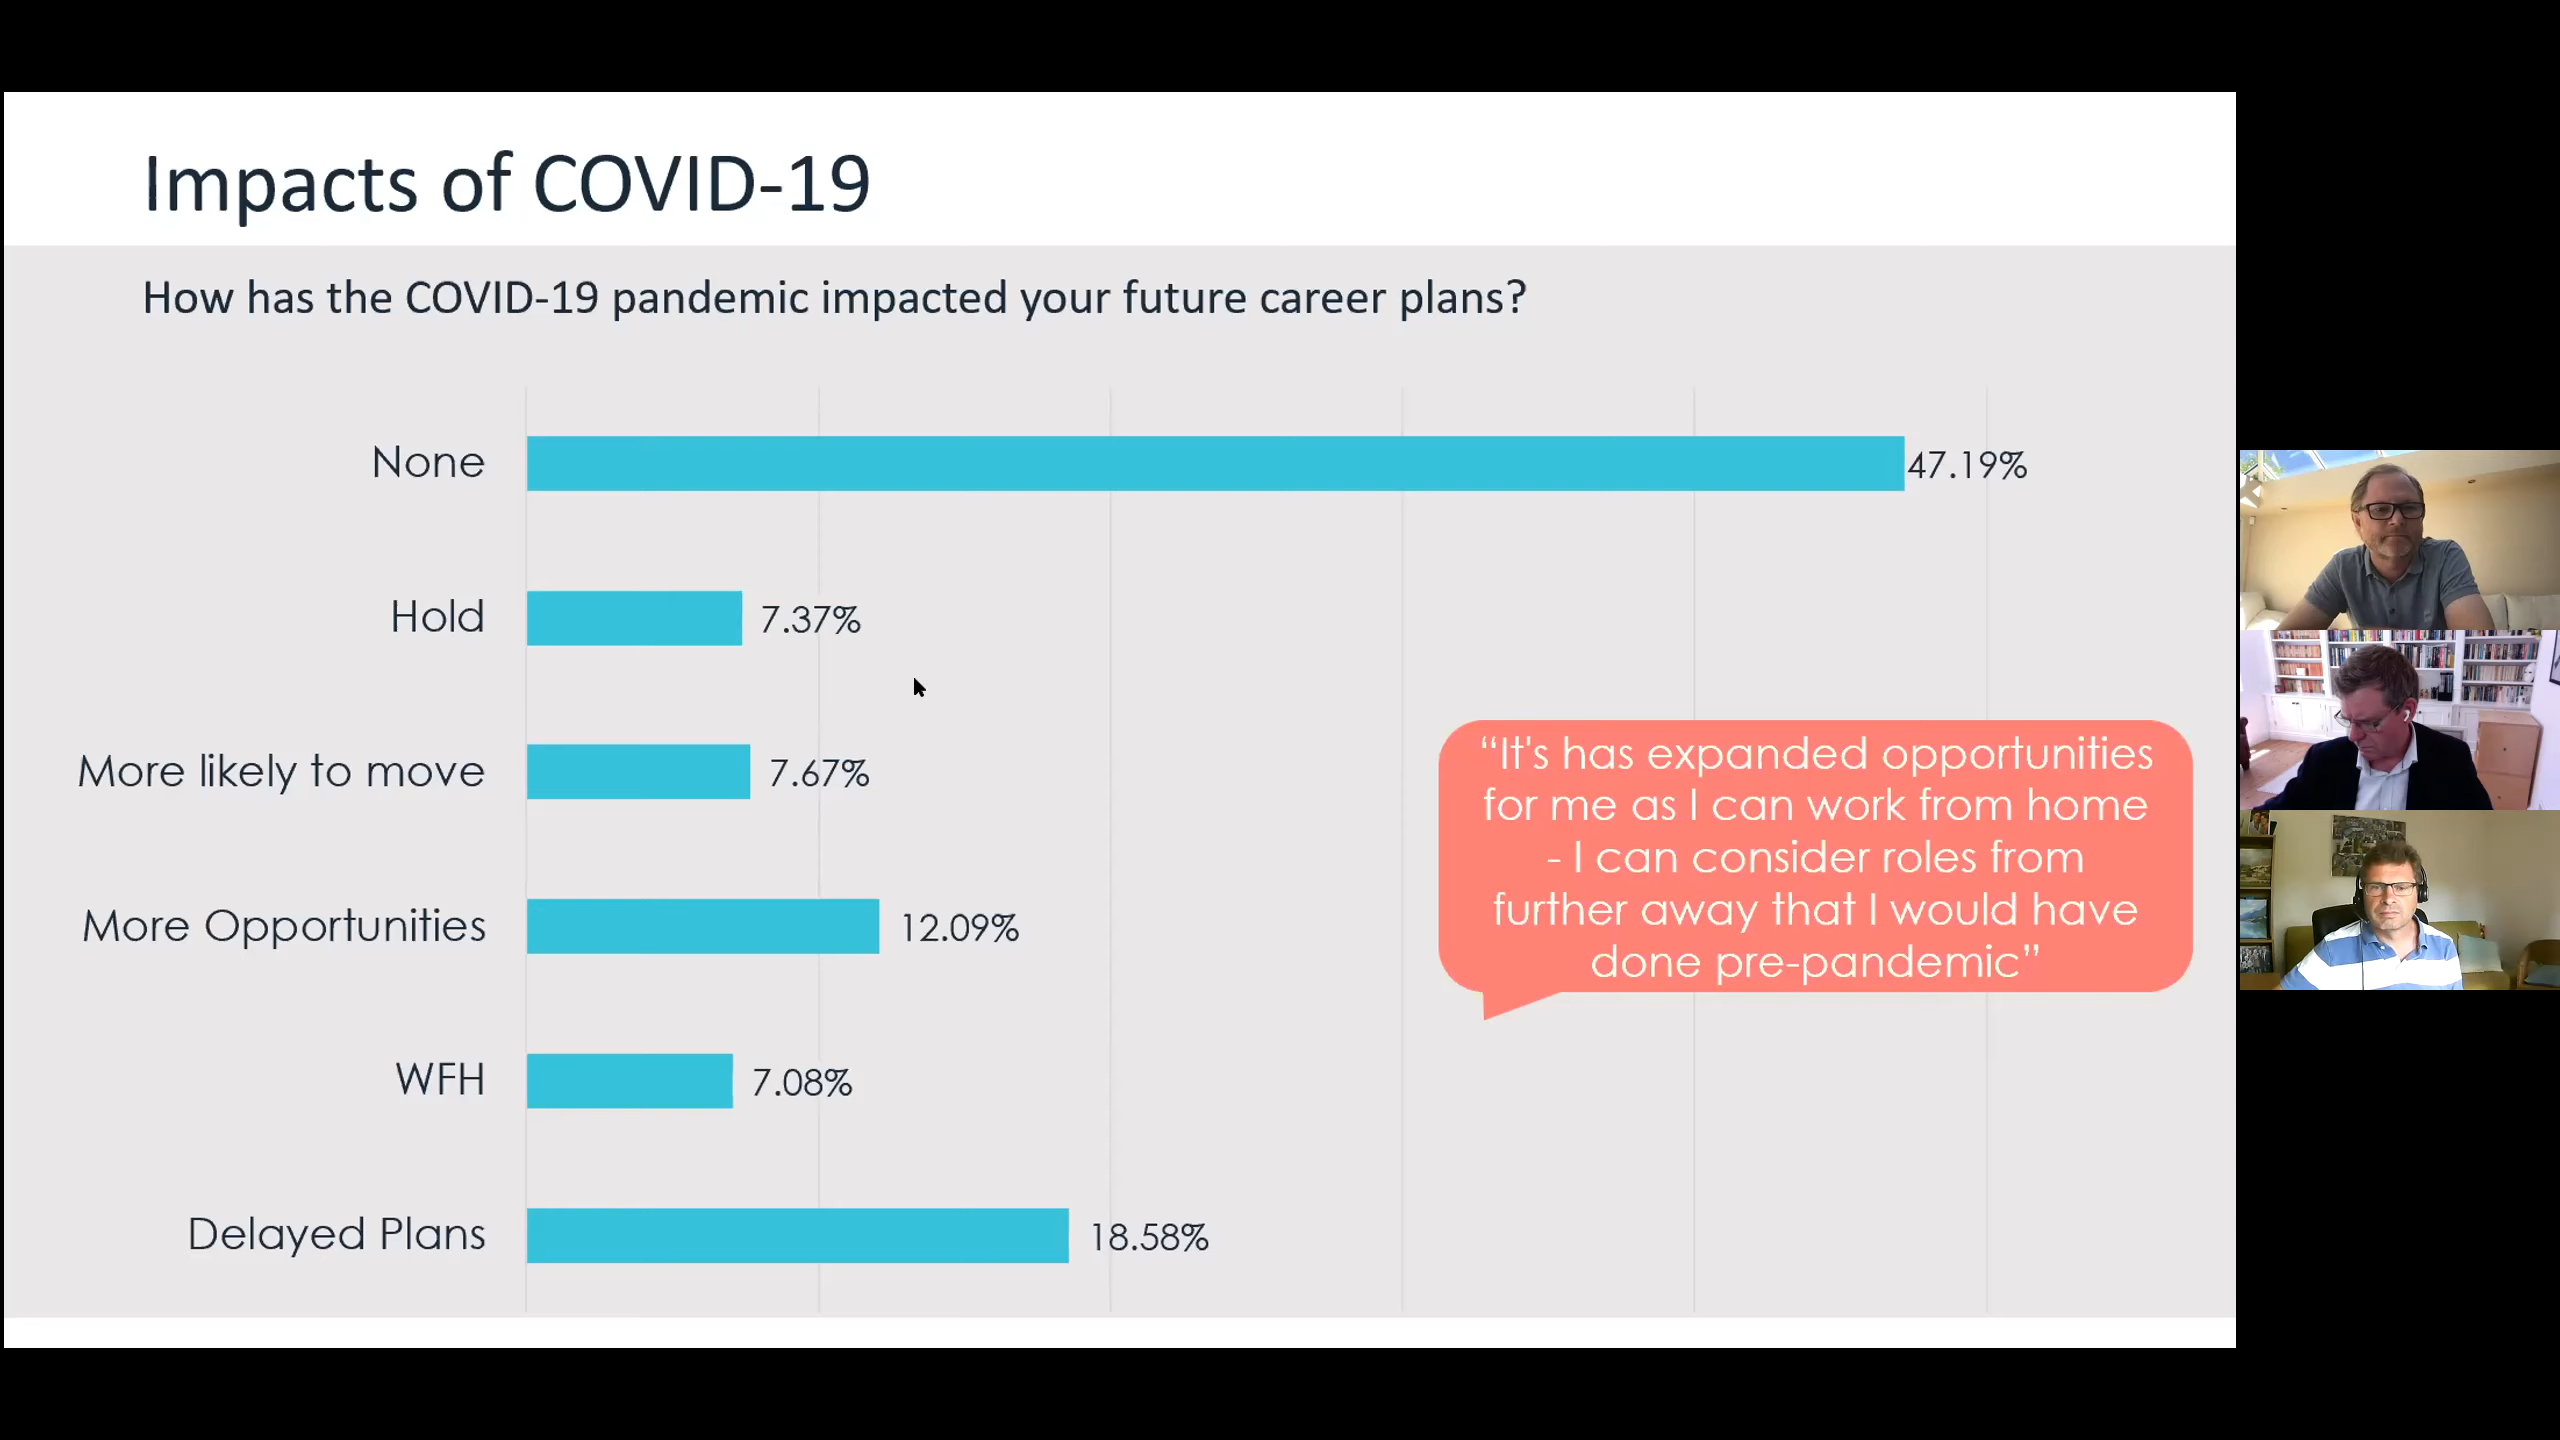 Impacts of COVID-19
How has the COVID-19 pandemic impacted your future career plans?
None
47.19%
Hold
7.37%
More likely to move
7.67%
More Opportunities
12.09%
WFH
7.08%
Delayed Plans
18.58%
“It's has expanded opportunities
for me as I can work from home
- I can consider roles from
further away that I would have
done pre-pandemic”